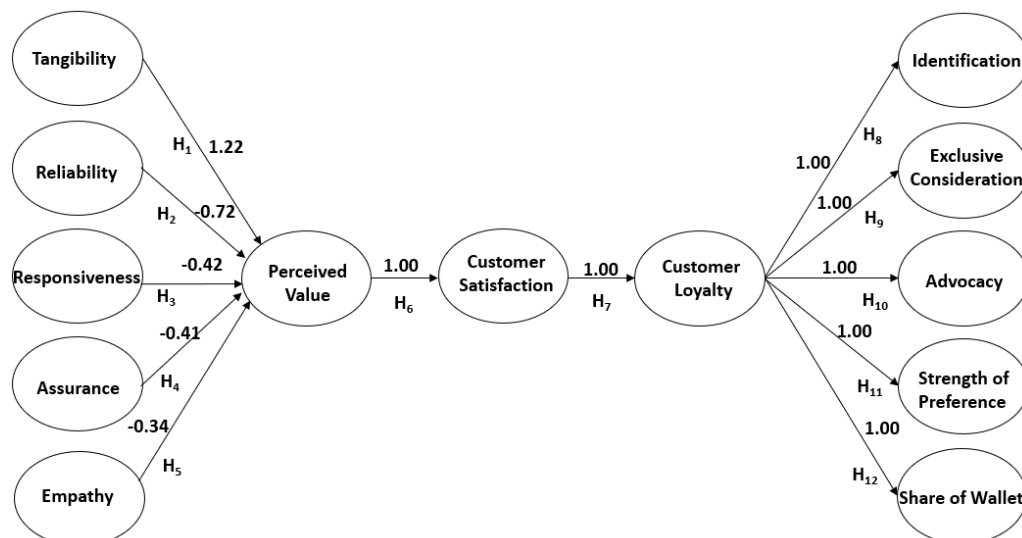 Tangibility
Identification
H1
1.22
1.00
H8
Reliability
Exclusive
Consideration
H2
-0.72
1.00
H9
Responsiveness
-0.42
H3
Perceived
Value
1.00
H6
Customer
Satisfaction
1.00
H7
Customer
Loyalty
1.00
H10
Advocacy
-0.41
H4
Assurance
1.00
H11
Strength of
Preference
-0.34
H5
Empathy
1.00
H12
Share of Wallet